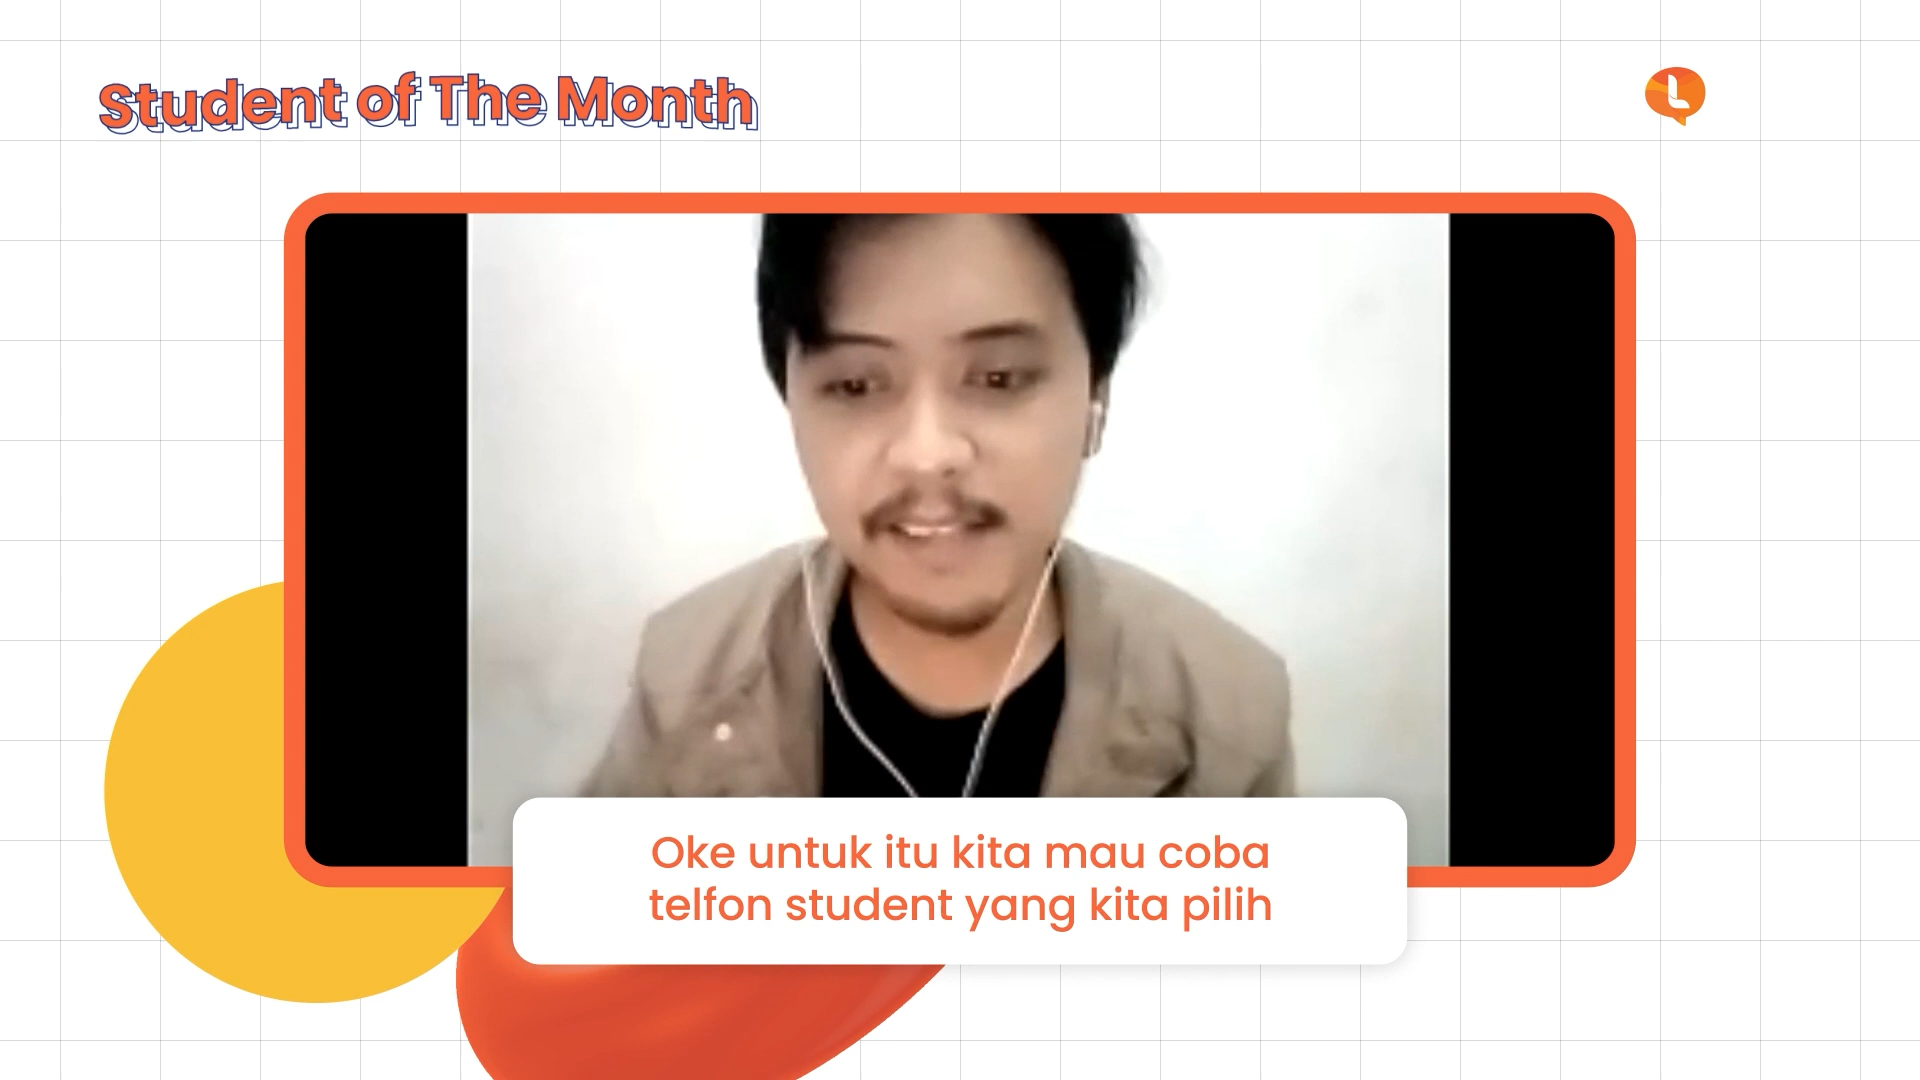 Student of The Month
Oke untuk itu kita mau coba
telfon student yang kita pilih